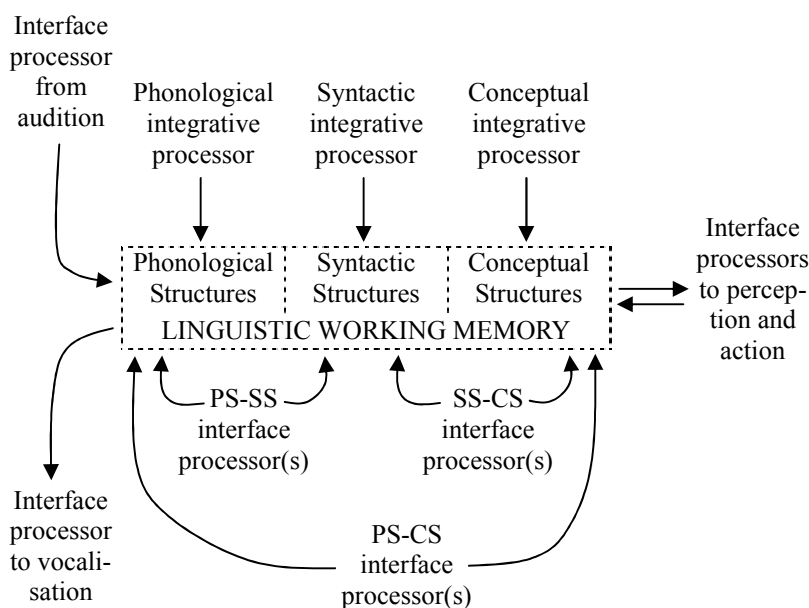 Interface
processor
from
audition
Phonological
integrative
processor
Syntactic
integrative
processor
Conceptual
integrative
processor
Phonological
Structures
Syntactic
Structures
Conceptual
Structures
LINGUISTIC WORKING MEMORY
Interface
processors
to percep-
tion and
action
PS-SS
interface
processor(s)
SS-CS
interface
processor(s)
Interface
processor
to vocali-
sation
PS-CS
interface
processor(s)